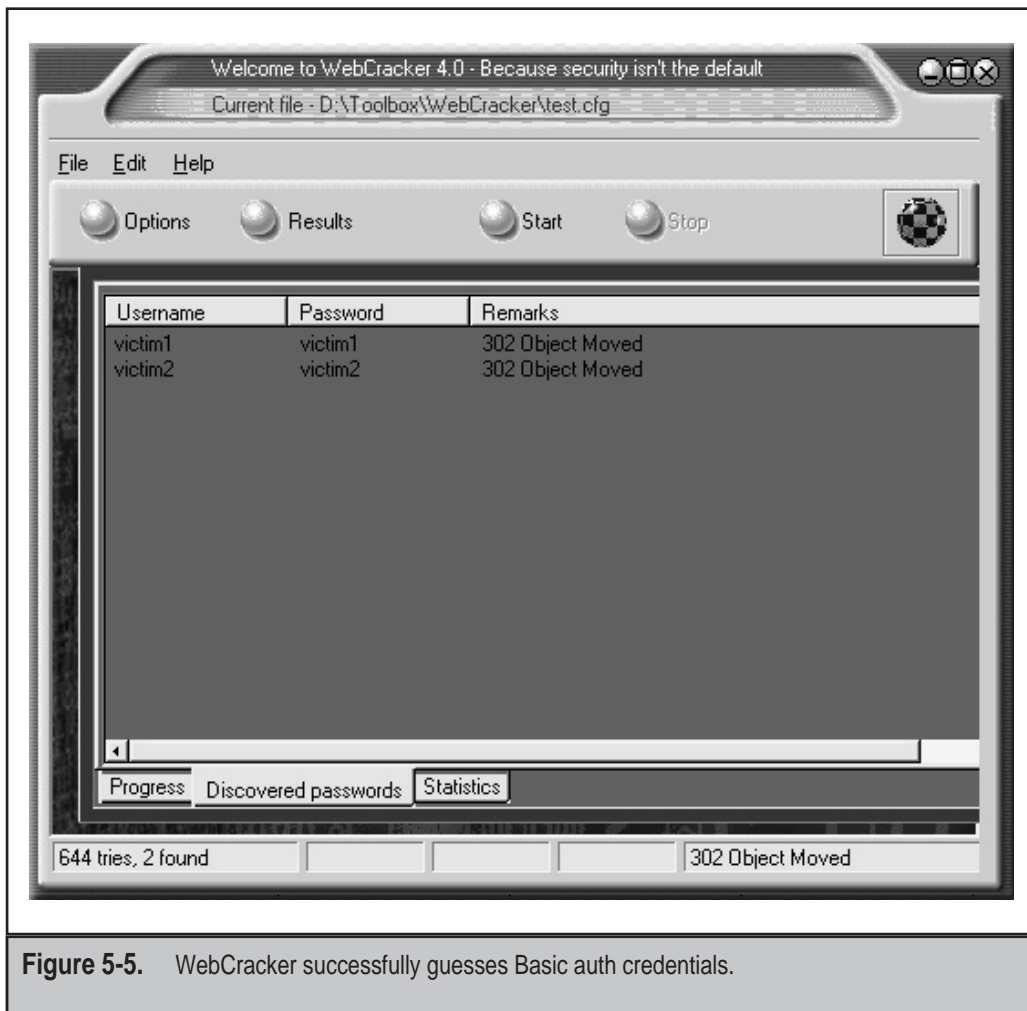 Welcome to WebCracker 4.0 - Because security isn't the default
Current file - D:\Toolbox\WebCracker\test.cfg
File Edit Help
Options Results Start Stop
Username Password Remarks
victim1 victim1 302 Object Moved
victim2 victim2 302 Object Moved
Progress Discovered passwords Statistics
644 tries, 2 found 302 Object Moved
Figure 5-5. WebCracker successfully guesses Basic auth credentials.